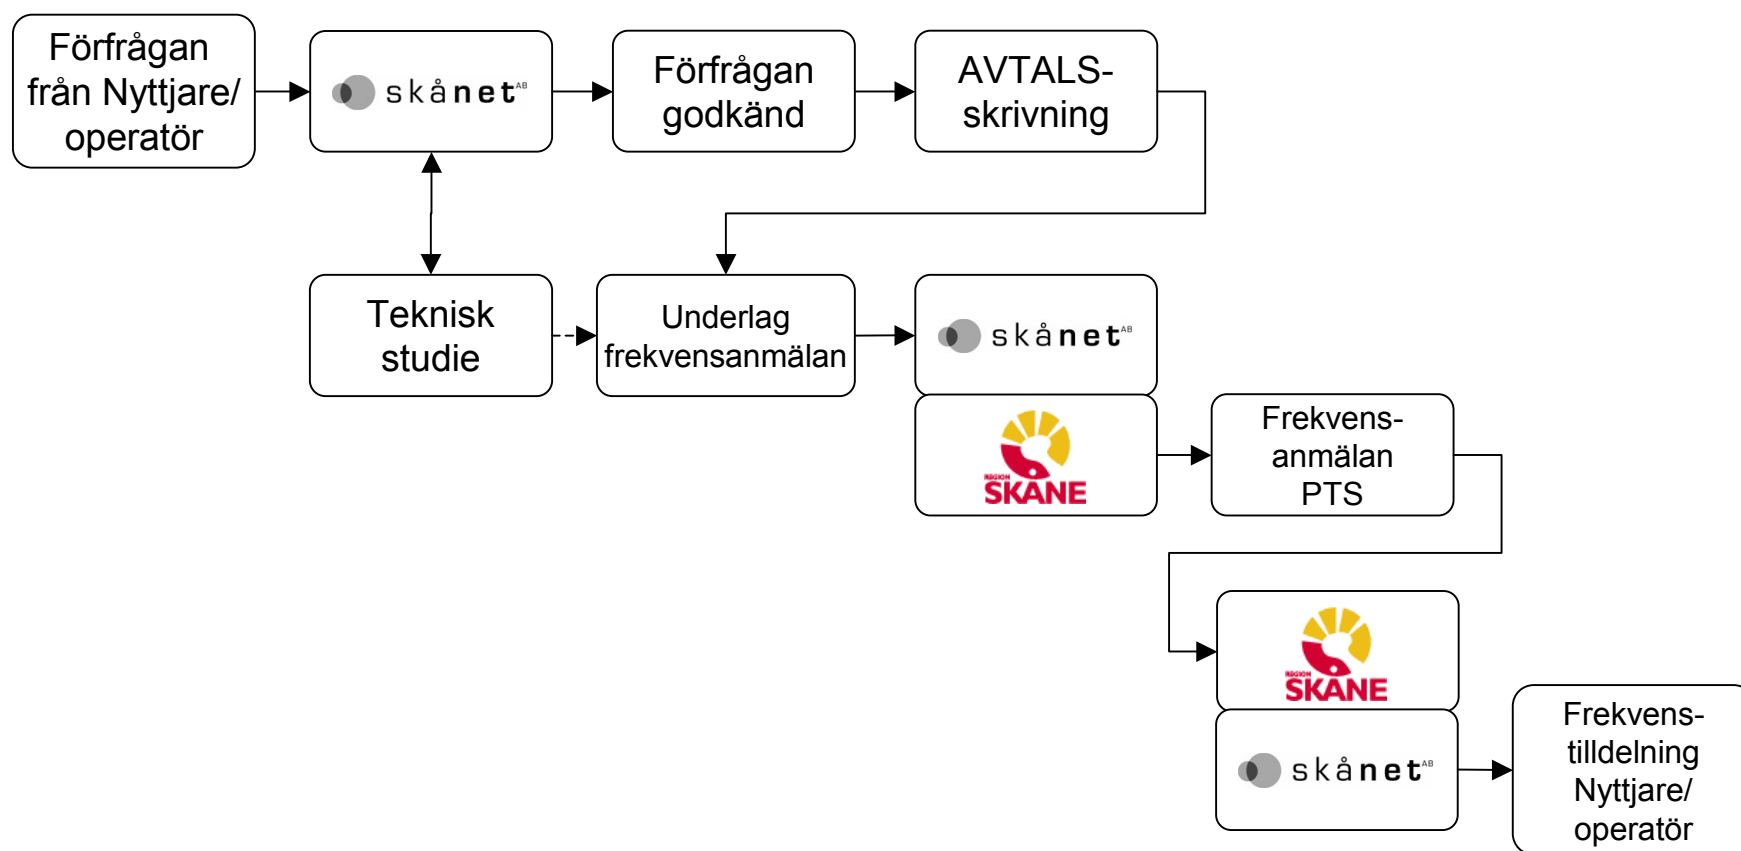 Förfrågan
från Nyttjare/
operatör
skånet AB
Förfrågan
godkänd
AVTALS-
skrivning
Teknisk
studie
Underlag
frekvensanmälan
skånet AB
REGION
SKÅNE
Frekvens-
anmälan
PTS
REGION
SKÅNE
skånet AB
Frekvens-
tilldelning
Nyttjare/
operatör